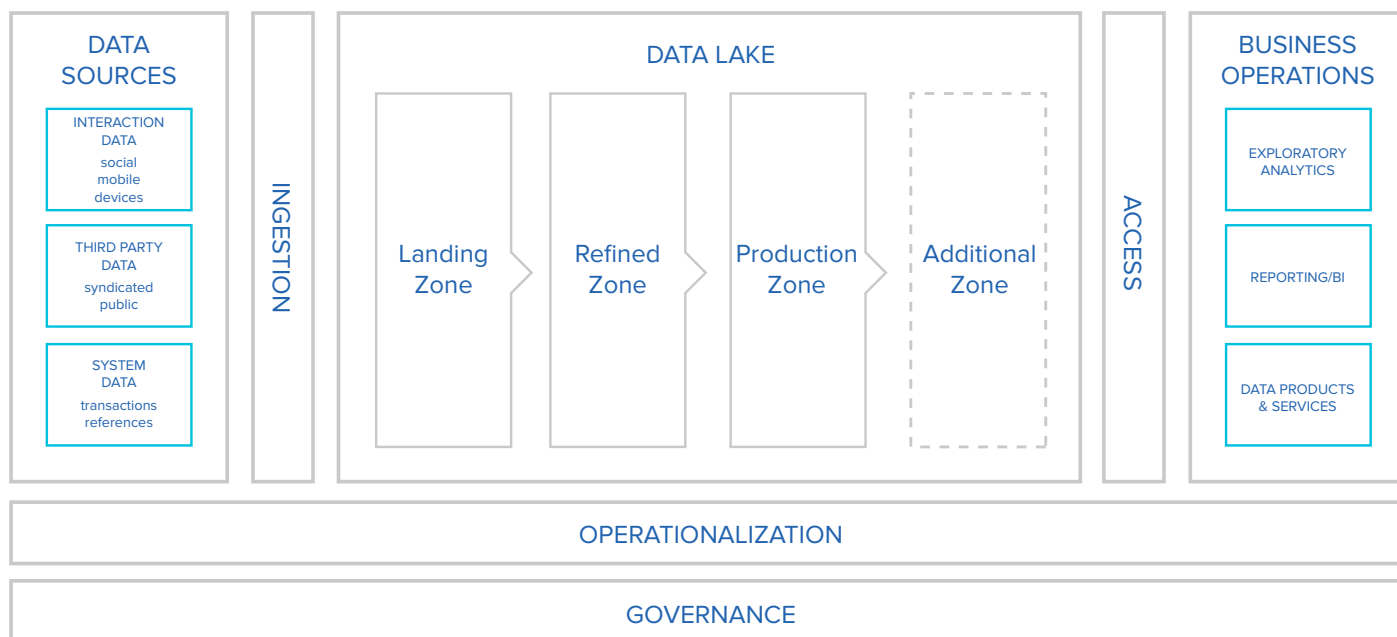 DATA
SOURCES
INTERACTION
DATA
social
mobile
devices
THIRD PARTY
DATA
syndicated
public
SYSTEM
DATA
transactions
references
INGESTION
DATA LAKE
Landing
Zone
Refined
Zone
Production
Zone
Additional
Zone
ACCESS
BUSINESS
OPERATIONS
EXPLORATORY
ANALYTICS
REPORTING/BI
DATA PRODUCTS
& SERVICES
OPERATIONALIZATION
GOVERNANCE